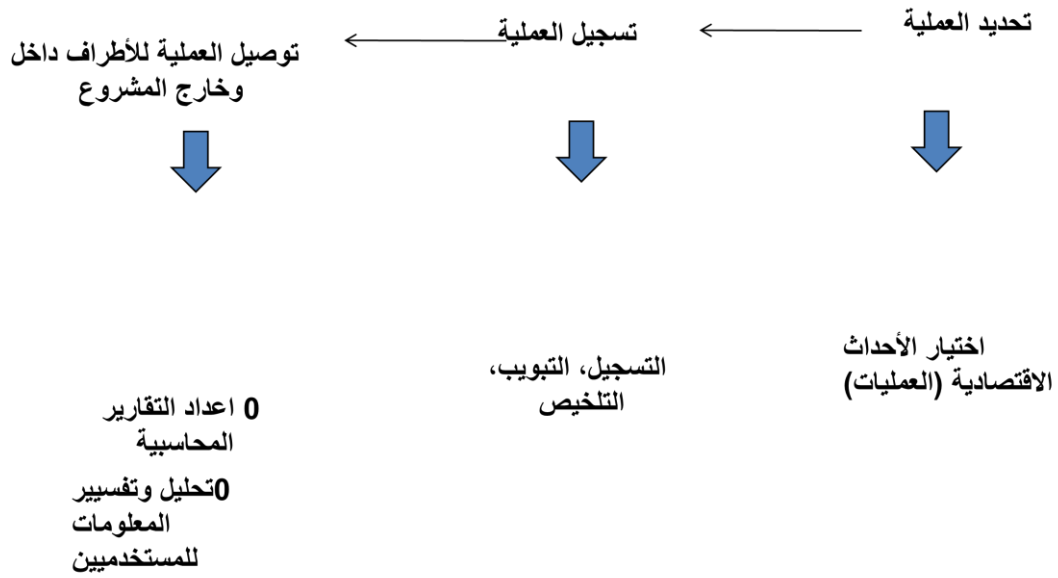 تحديد العملية
تسجيل العملية
توصيل العملية للأطراف داخل
وخارج المشروع
اختيار الأحداث
الاقتصادية (العمليات)
التسجيل، التبويب،
التلخيص
0 اعداد التقارير
المحاسبية
0تحليل وتفسيير
المعلومات
للمستخدميين